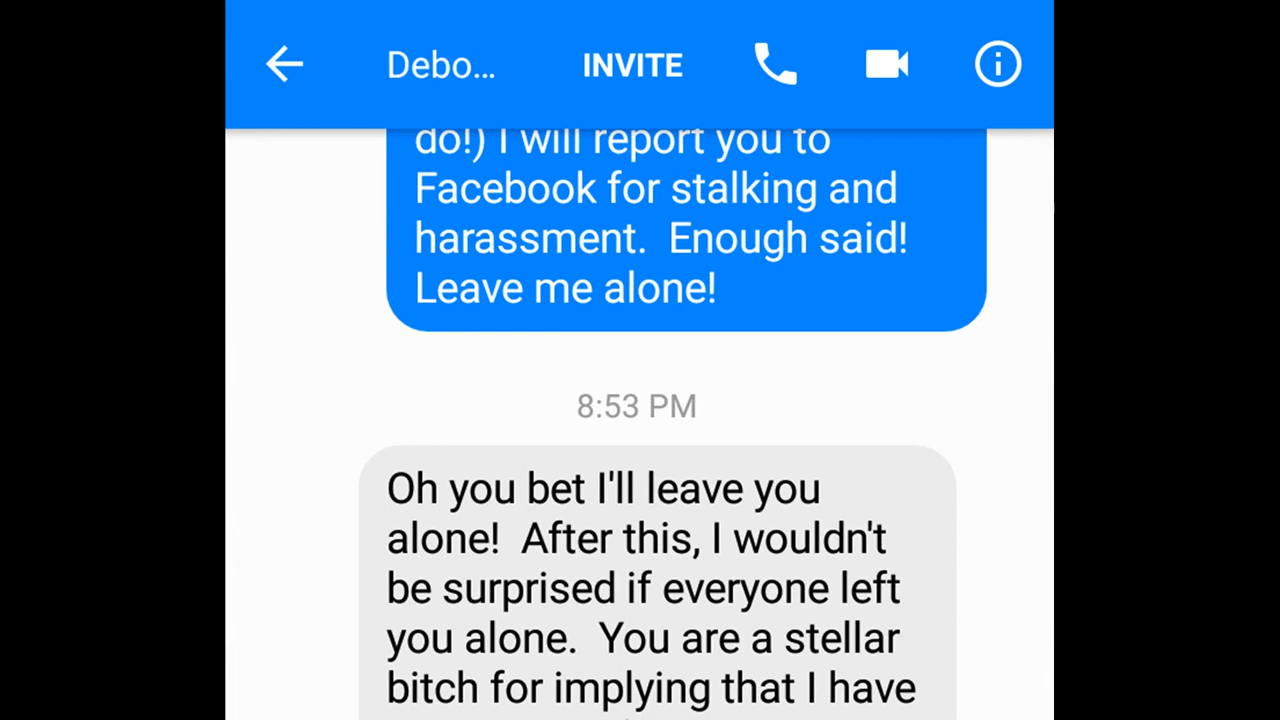 Debo... INVITE
do!) I will report you to
Facebook for stalking and
harassment.  Enough said!
Leave me alone!
8:53 PM
Oh you bet I'll leave you
alone!  After this, I wouldn't
be surprised if everyone left
you alone.  You are a stellar
bitch for implying that I have